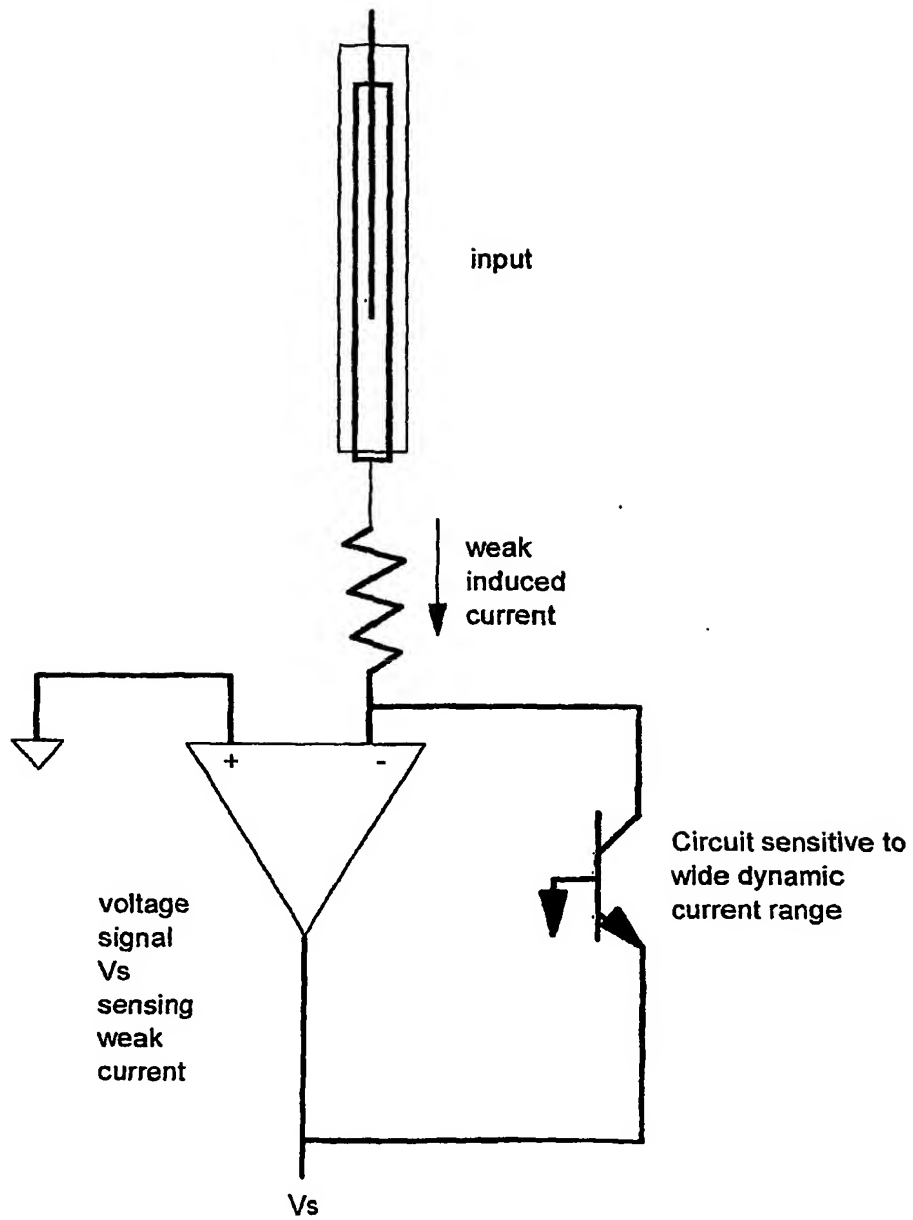 input
weak
induced
current
+ -
Circuit sensitive to
wide dynamic
current range
voltage
signal
Vs
sensing
weak
current
Vs